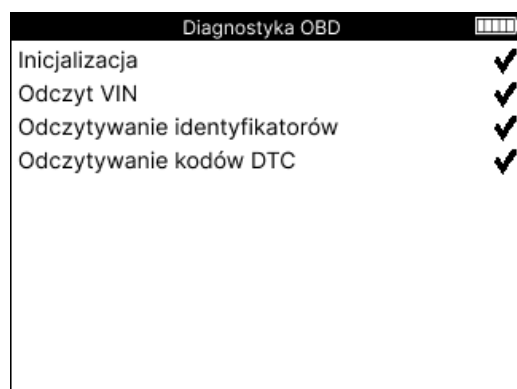 Diagnostyka OBD
Inicjalizacja
Odczyt VIN
Odczytywanie identyfikatorów
Odczytywanie kodów DTC